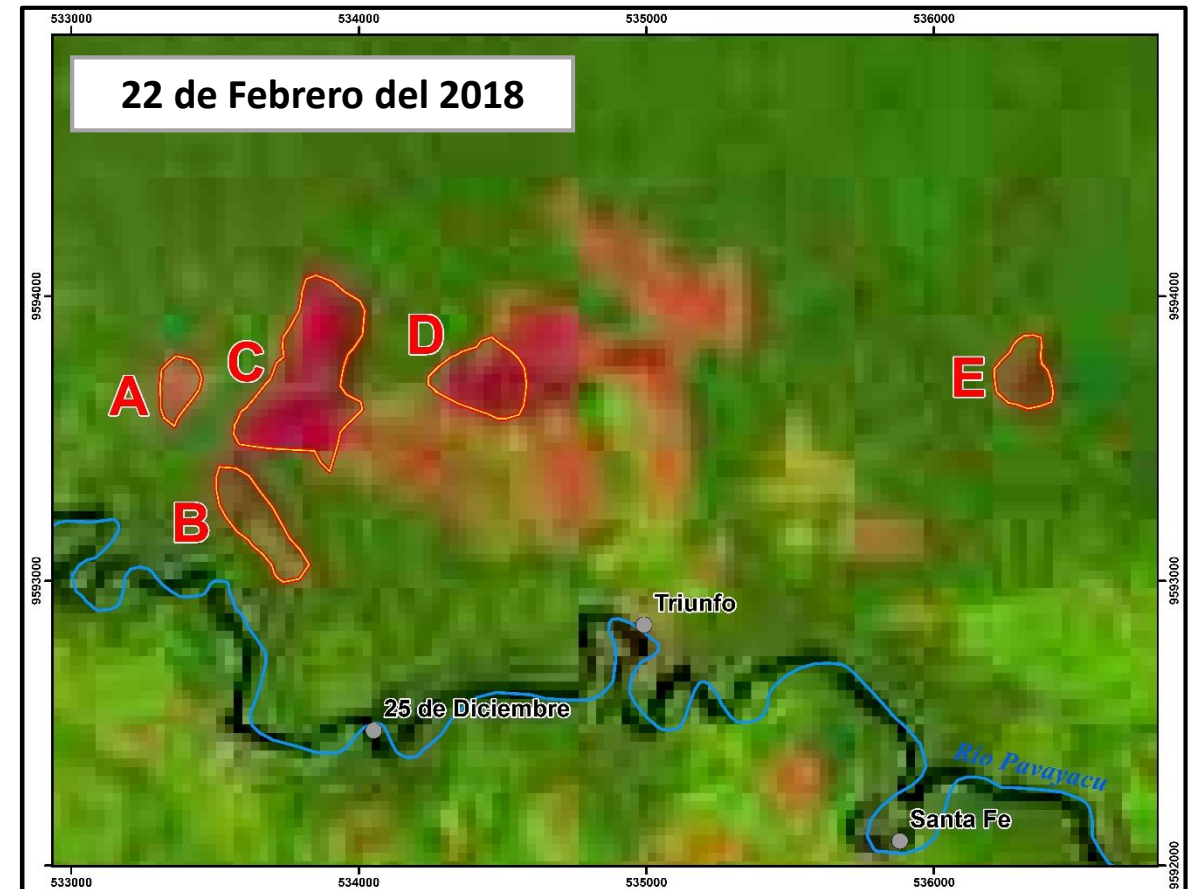 533000
534000
535000
536000
22 de Febrero del 2018
9594000
9594000
D
C
E
A
B
9593000
9593000
Triunfo
25 de Diciembre
Río Pavayacu
Santa Fe
9592000
533000
534000
535000
536000